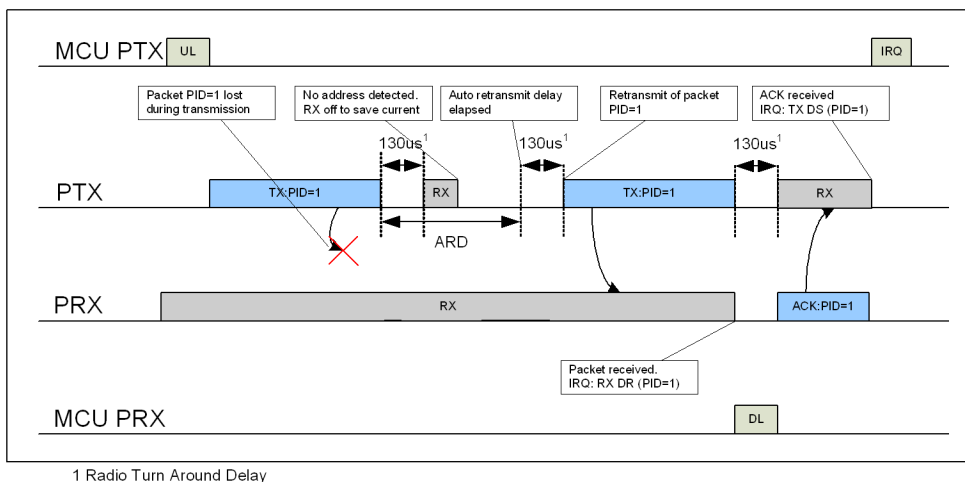 MCU PTX
UL
IRQ
Packet PID=1 lost
during transmission
No address detected.
RX off to save current
Auto retransmit delay
elapsed
Retransmit of packet
PID=1
ACK received
IRQ: TX DS (PID=1)
130us1
130us1
130us1
PTX
TX:PID=1
RX
TX:PID=1
RX
ARD
PRX
RX
ACK:PID=1
Packet received.
IRQ: RX DR (PID=1)
MCU PRX
DL
1 Radio Turn Around Delay